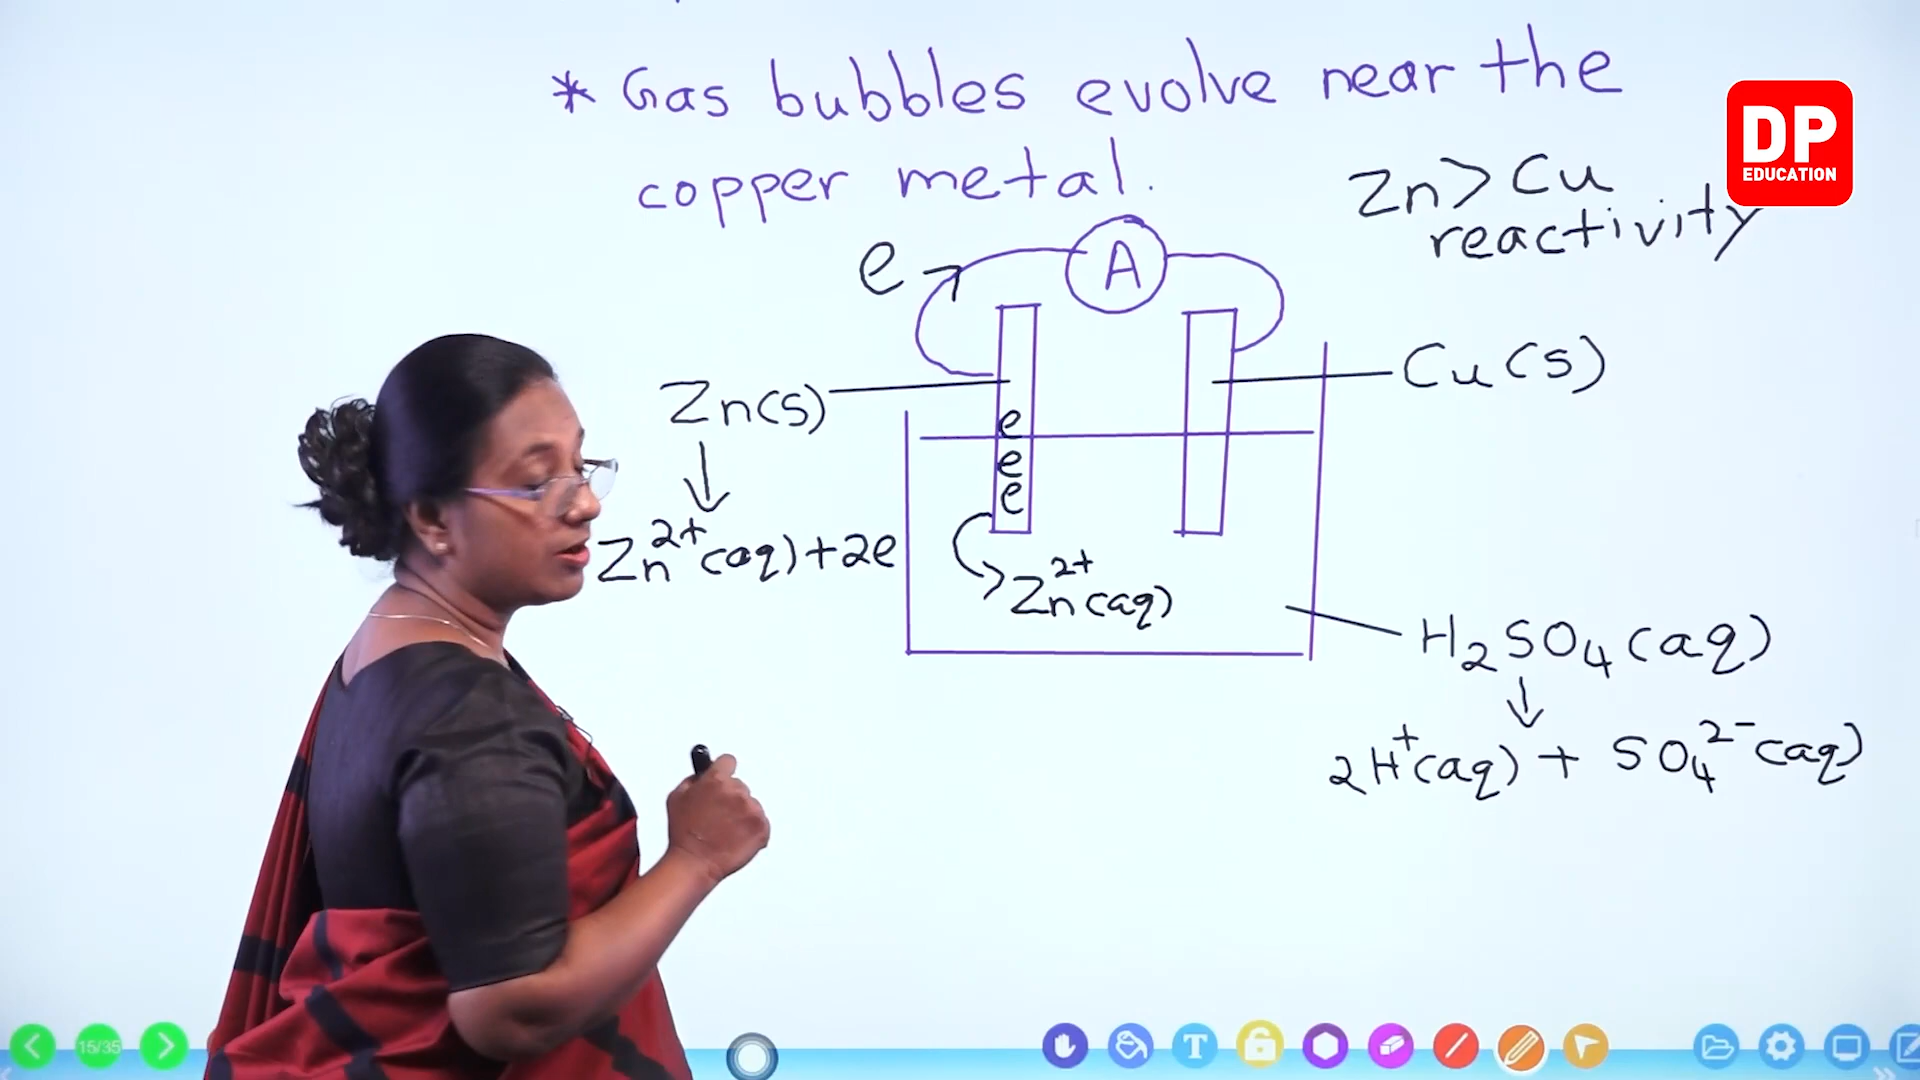 * Gas bubbles evolve near the
copper metal.
DP
EDUCATION
Zn > Cu
reactivity
e
A
Zn(s)
Cu(s)
e
e
e
Zn²⁺(aq)+2e
Zn²⁺(aq)
H₂SO₄(aq)
2H⁺(aq) + SO₄²⁻(aq)
15/35
T